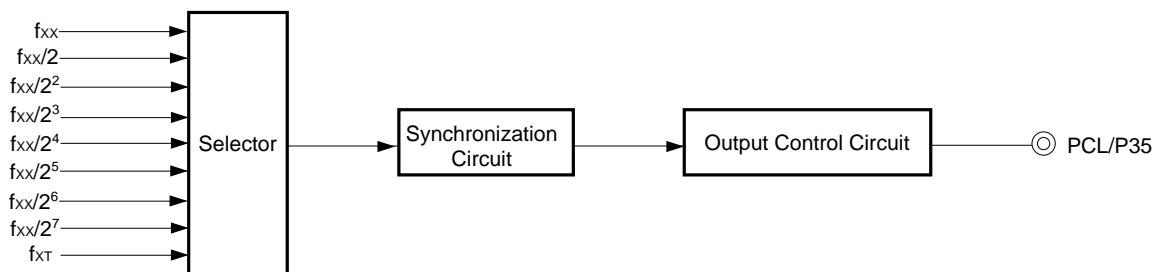 fXX
fXX/2
fXX/2²
fXX/2³
fXX/2⁴
fXX/2⁵
fXX/2⁶
fXX/2⁷
fXT
Selector
Synchronization
Circuit
Output Control Circuit
PCL/P35